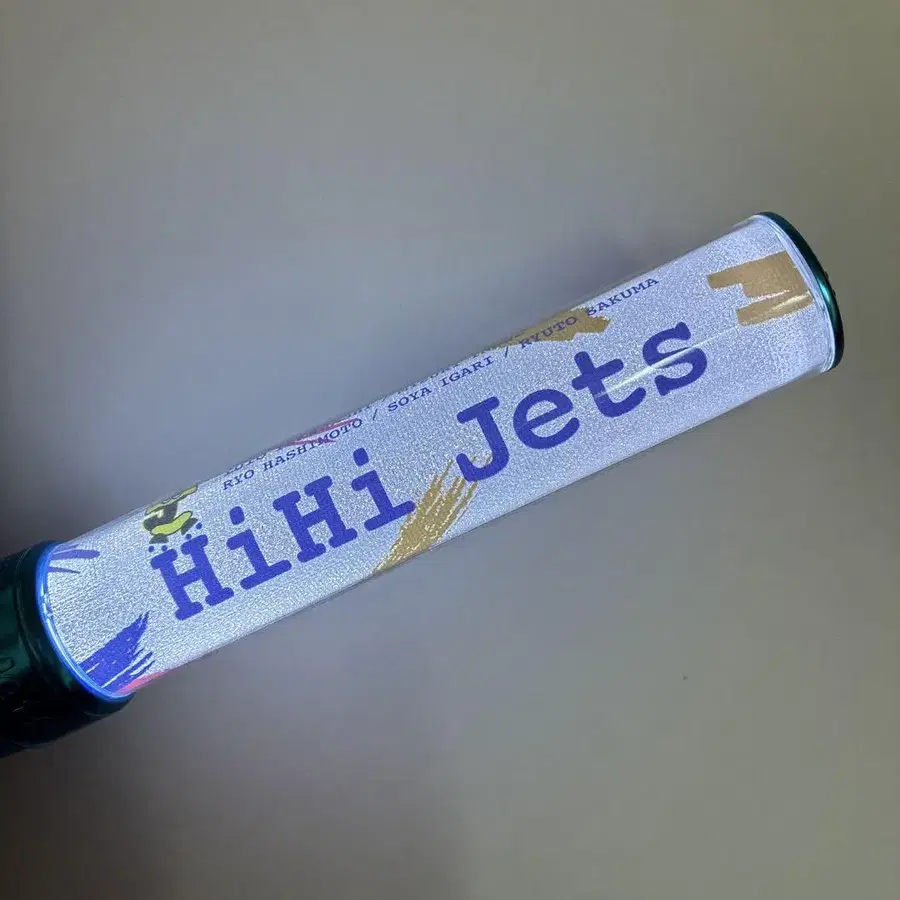 RYO HASHIMOTO / SOYA IGARI / RYUTO SAKUMA
HiHi Jets